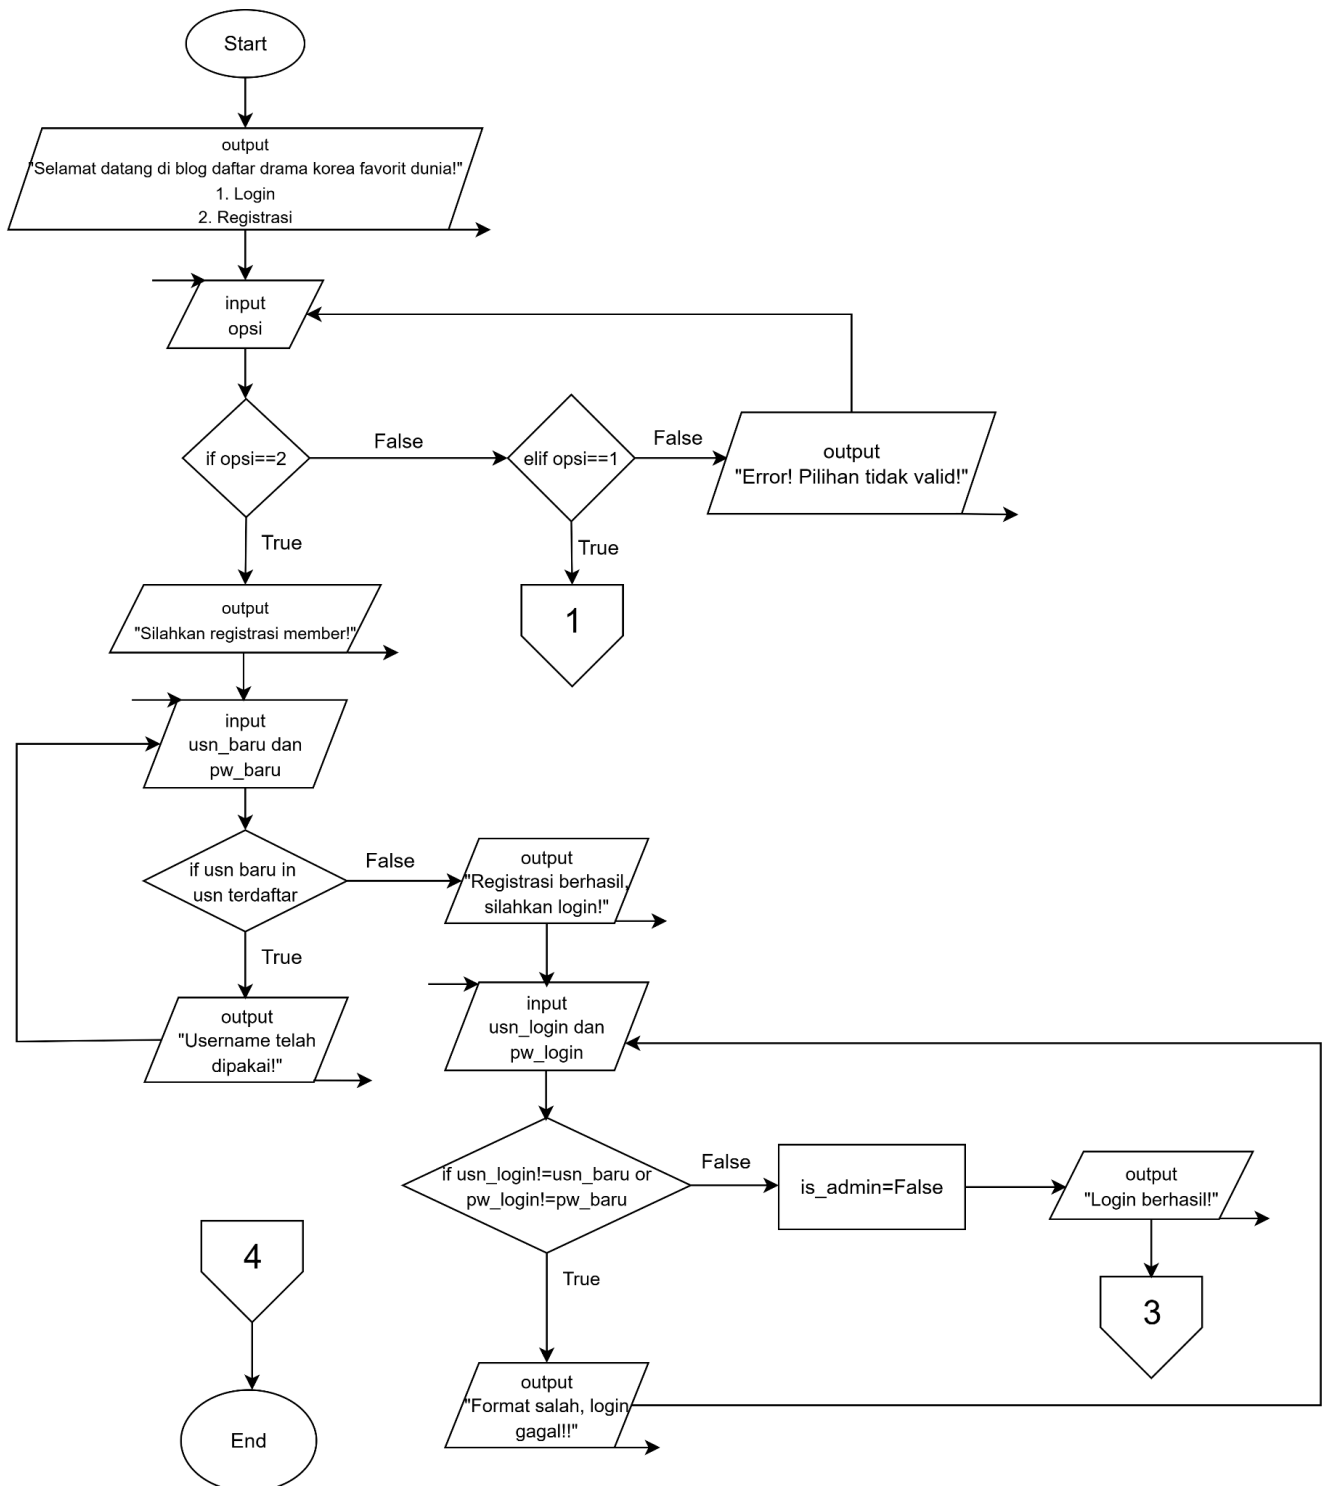 Start
output
"Selamat datang di blog daftar drama korea favorit dunia!"
1. Login
2. Registrasi
input
opsi
if opsi==2
False
elif opsi==1
False
output
"Error! Pilihan tidak valid!"
True
True
output
"Silahkan registrasi member!"
1
input
usn_baru dan
pw_baru
if usn baru in
usn terdaftar
False
output
"Registrasi berhasil,
silahkan login!"
True
output
"Username telah
dipakai!"
input
usn_login dan
pw_login
if usn_login!=usn_baru or
pw_login!=pw_baru
False
is_admin=False
output
"Login berhasil!"
4
True
3
output
"Format salah, login
gagal!!"
End